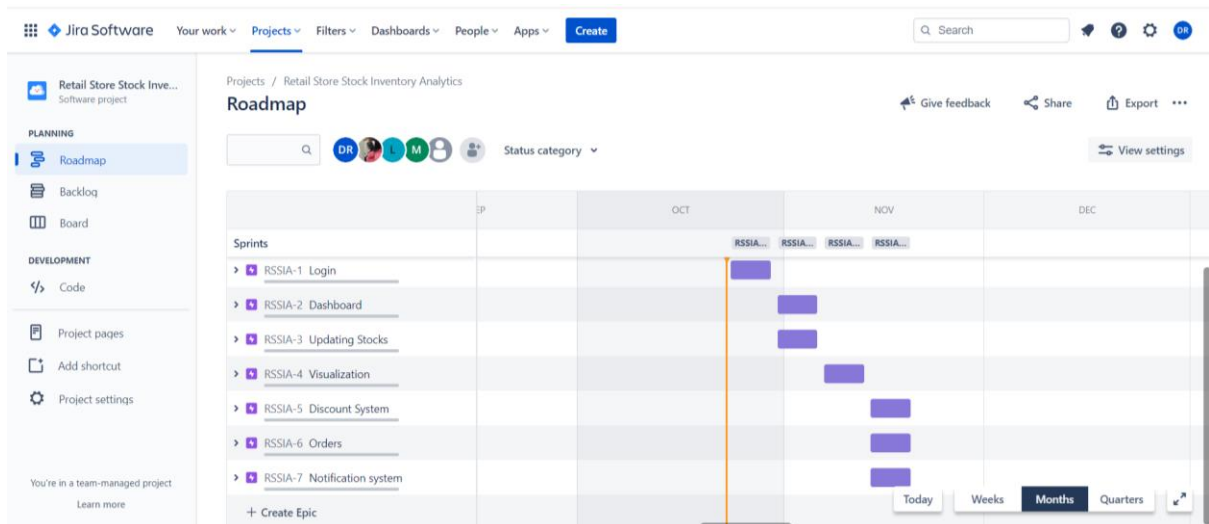 Jira Software Your work Projects Filters Dashboards People Apps Create Search DR
Retail Store Stock Inve...
Software project
PLANNING
Roadmap
Backlog
Board
DEVELOPMENT
Code
Project pages
Add shortcut
Project settings
You're in a team-managed project
Learn more
Projects / Retail Store Stock Inventory Analytics
Roadmap
Give feedback Share Export
DR L M Status category View settings
EP OCT NOV DEC
Sprints RSSIA... RSSIA... RSSIA... RSSIA...
RSSIA-1 Login
RSSIA-2 Dashboard
RSSIA-3 Updating Stocks
RSSIA-4 Visualization
RSSIA-5 Discount System
RSSIA-6 Orders
RSSIA-7 Notification system
+ Create Epic
Today Weeks Months Quarters